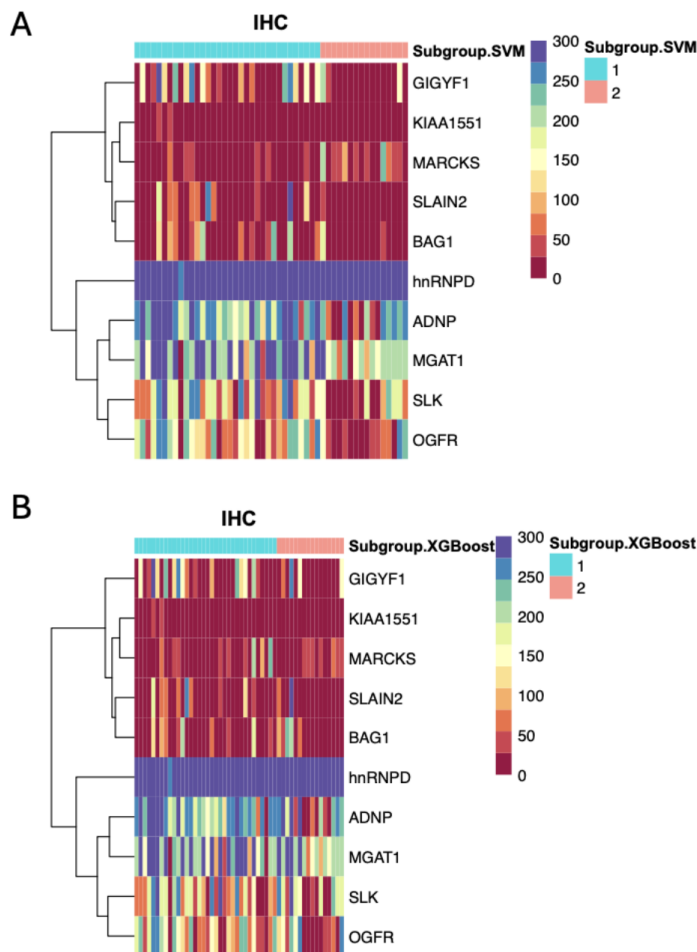 A
IHC
Subgroup.SVM
GIGYF1
KIAA1551
MARCKS
SLAIN2
BAG1
hnRNPD
ADNP
MGAT1
SLK
OGFR
300
250
200
150
100
50
0
Subgroup.SVM
1
2
B
IHC
Subgroup.XGBoost
GIGYF1
KIAA1551
MARCKS
SLAIN2
BAG1
hnRNPD
ADNP
MGAT1
SLK
OGFR
300
250
200
150
100
50
0
Subgroup.XGBoost
1
2